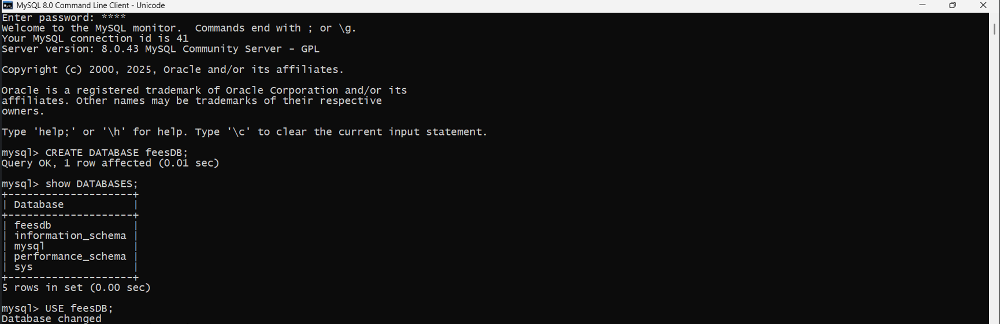 MySQL 8.0 Command Line Client - Unicode
Enter password: ****
Welcome to the MySQL monitor.  Commands end with ; or \g.
Your MySQL connection id is 41
Server version: 8.0.43 MySQL Community Server - GPL
Copyright (c) 2000, 2025, Oracle and/or its affiliates.
Oracle is a registered trademark of Oracle Corporation and/or its
affiliates. Other names may be trademarks of their respective
owners.
Type 'help;' or '\h' for help. Type '\c' to clear the current input statement.
mysql> CREATE DATABASE feesDB;
Query OK, 1 row affected (0.01 sec)
mysql> show DATABASES;
+--------------------+
| Database           |
+--------------------+
| feesdb             |
| information_schema |
| mysql              |
| performance_schema |
| sys                |
+--------------------+
5 rows in set (0.00 sec)
mysql> USE feesDB;
Database changed